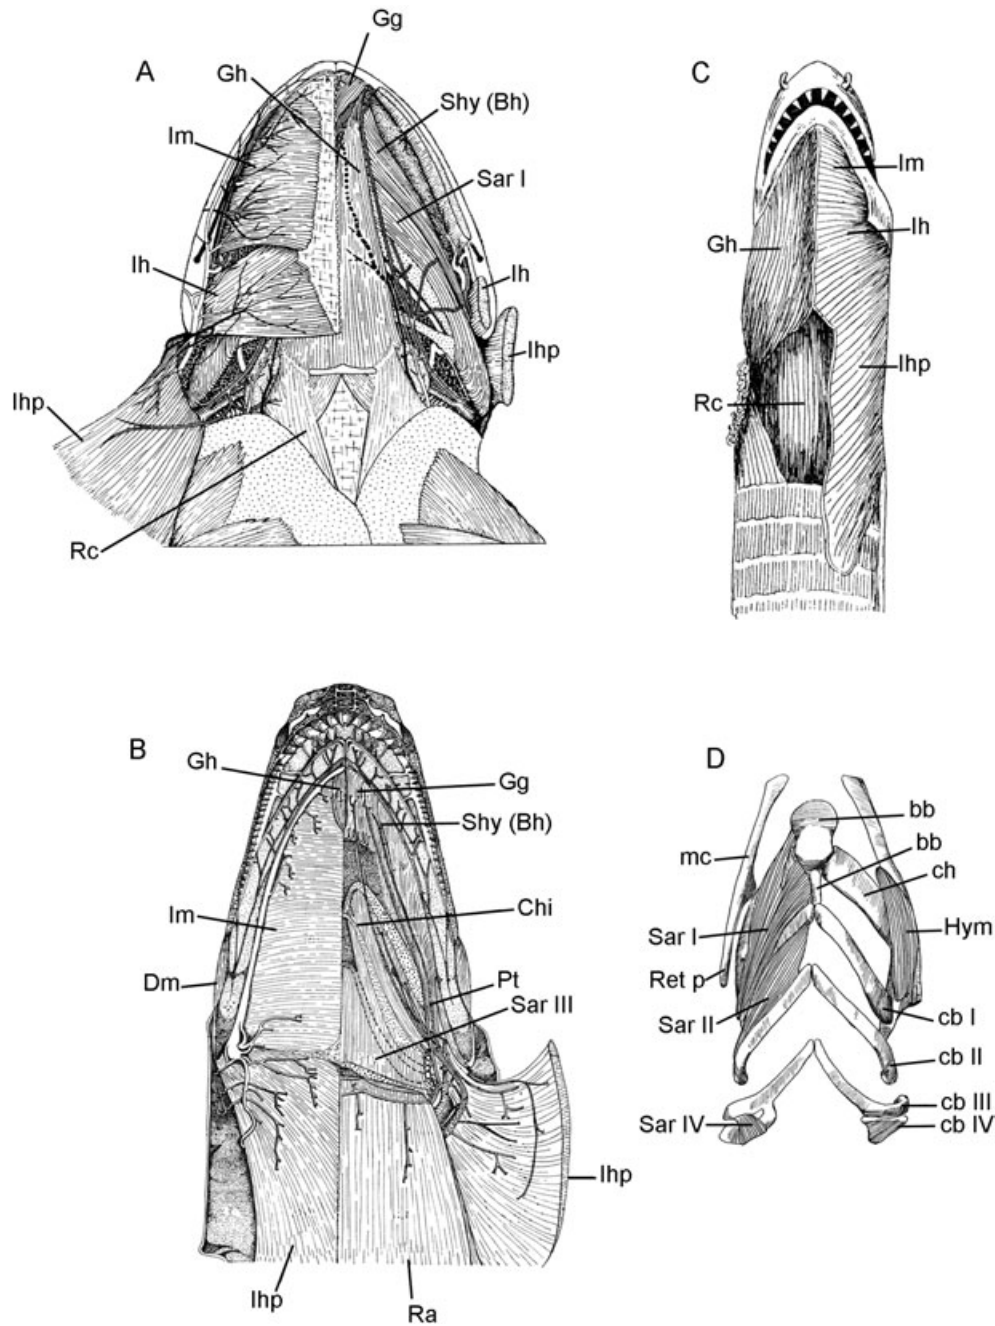 A
Gg
Gh
Shy (Bh)
Im
Sar I
Ih
Ih
Ihp
Ihp
Rc
C
Im
Ih
Gh
Ihp
Rc
B
Gh
Gg
Shy (Bh)
Im
Chi
Dm
Pt
Sar III
Ihp
Ihp
Ra
D
bb
bb
mc
ch
Sar I
Hym
Ret p
Sar II
cb I
cb II
cb III
Sar IV
cb IV